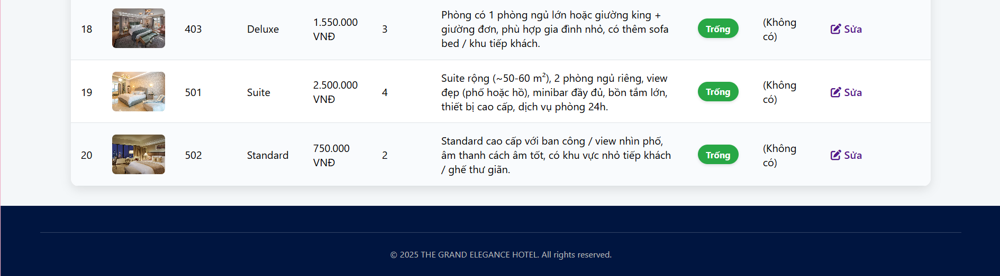 18 403 Deluxe 1.550.000 VNĐ 3 Phòng có 1 phòng ngủ lớn hoặc giường king + giường đơn, phù hợp gia đình nhỏ, có thêm sofa bed / khu tiếp khách. Trống (Không có) Sửa
19 501 Suite 2.500.000 VNĐ 4 Suite rộng (~50-60 m²), 2 phòng ngủ riêng, view đẹp (phố hoặc hồ), minibar đầy đủ, bồn tắm lớn, thiết bị cao cấp, dịch vụ phòng 24h. Trống (Không có) Sửa
20 502 Standard 750.000 VNĐ 2 Standard cao cấp với ban công / view nhìn phố, âm thanh cách âm tốt, có khu vực nhỏ tiếp khách / ghế thư giãn. Trống (Không có) Sửa
© 2025 THE GRAND ELEGANCE HOTEL. All rights reserved.